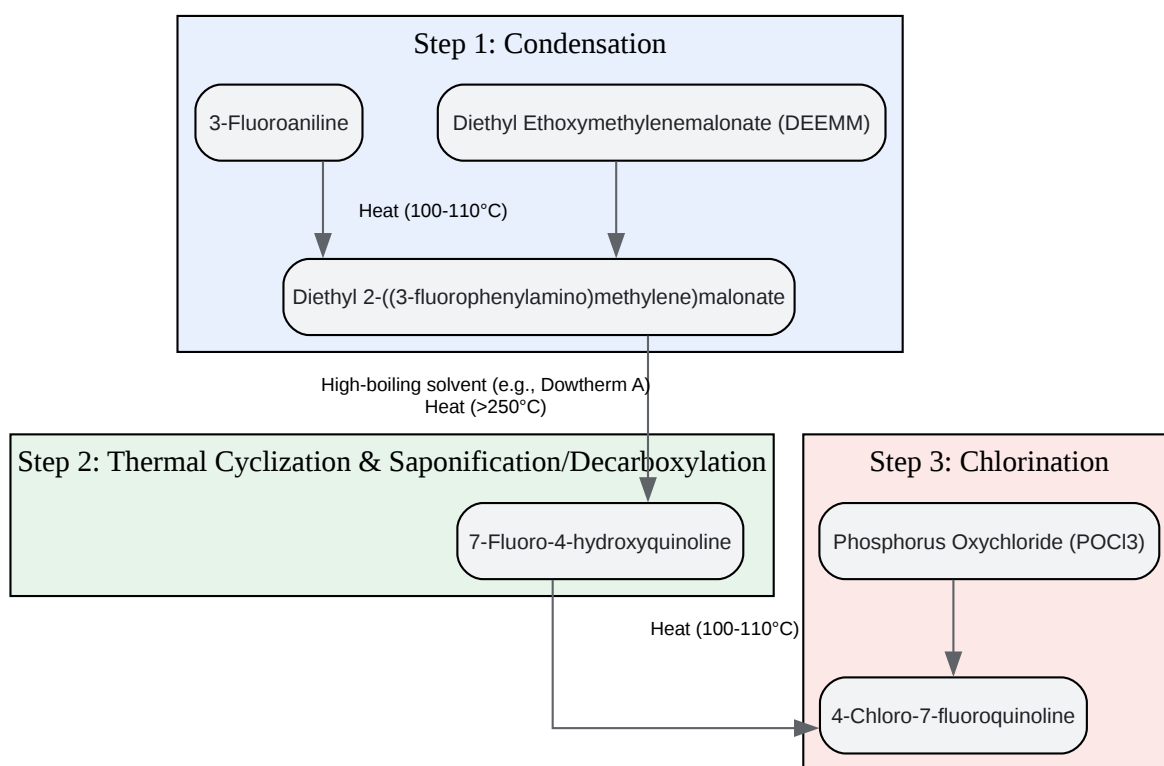 Step 1: Condensation
3-Fluoroaniline
Diethyl Ethoxymethylenemalonate (DEEMM)
Heat (100-110°C)
Diethyl 2-((3-fluorophenylamino)methylene)malonate
High-boiling solvent (e.g., Dowtherm A)
Heat (>250°C)
Step 2: Thermal Cyclization & Saponification/Decarboxylation
7-Fluoro-4-hydroxyquinoline
Step 3: Chlorination
Phosphorus Oxychloride (POCl3)
Heat (100-110°C)
4-Chloro-7-fluoroquinoline